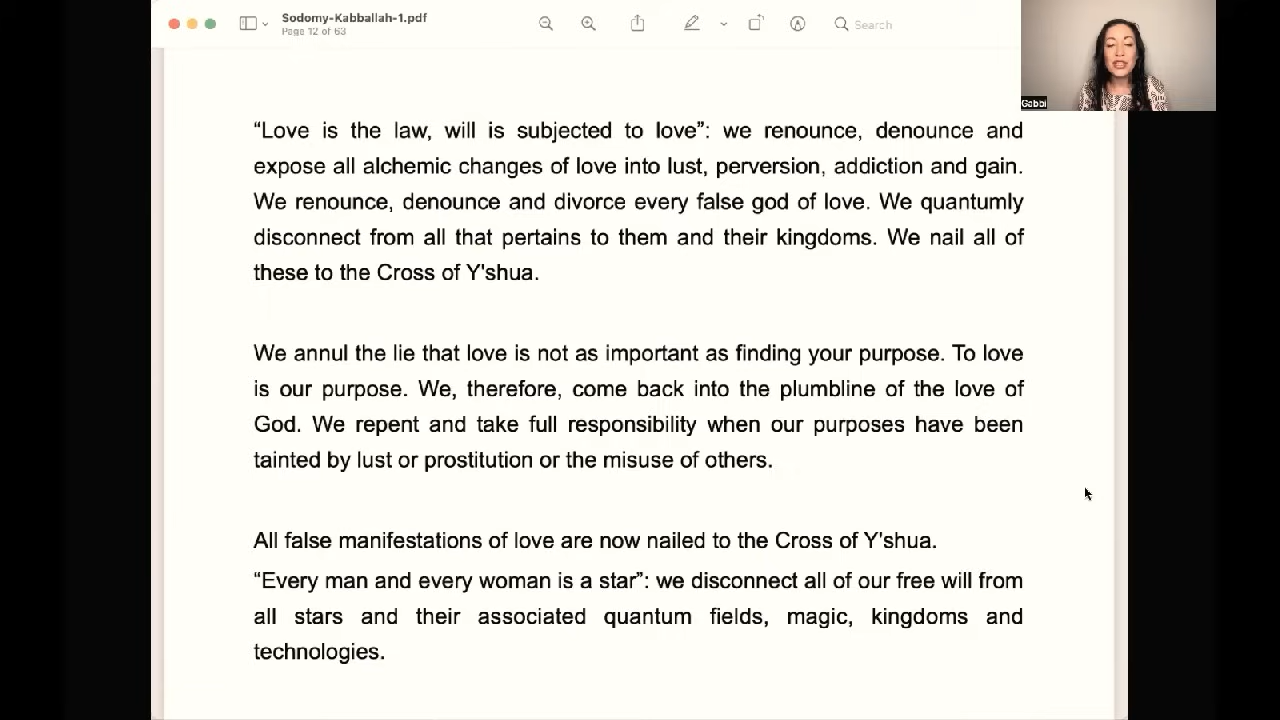 Sodomy-Kabballah-1.pdf
Page 12 of 63
Search
Gabbi
“Love is the law, will is subjected to love”: we renounce, denounce and
expose all alchemic changes of love into lust, perversion, addiction and gain.
We renounce, denounce and divorce every false god of love. We quantumly
disconnect from all that pertains to them and their kingdoms. We nail all of
these to the Cross of Y'shua.
We annul the lie that love is not as important as finding your purpose. To love
is our purpose. We, therefore, come back into the plumbline of the love of
God. We repent and take full responsibility when our purposes have been
tainted by lust or prostitution or the misuse of others.
All false manifestations of love are now nailed to the Cross of Y'shua.
“Every man and every woman is a star”: we disconnect all of our free will from
all stars and their associated quantum fields, magic, kingdoms and
technologies.